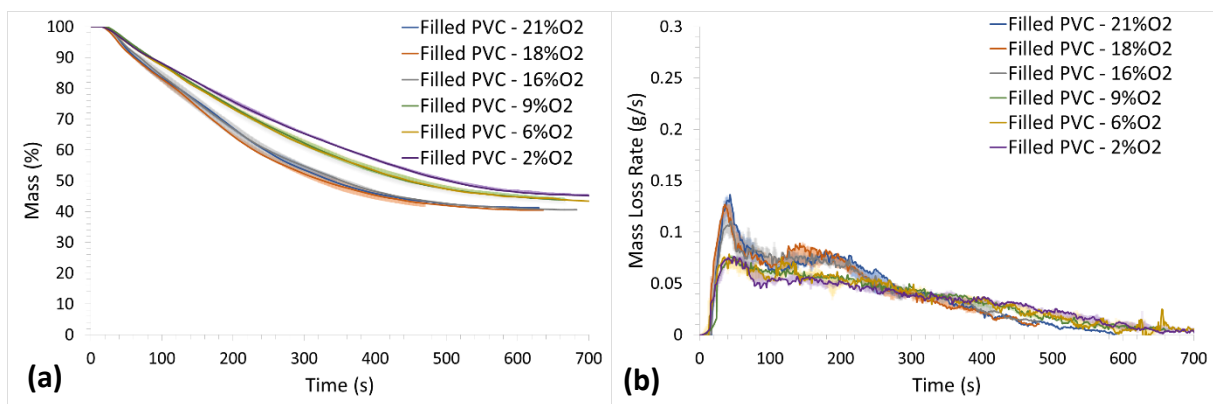 100
90
80
70
60
50
40
30
20
10
0
Mass (%)
Filled PVC - 21%O2
Filled PVC - 18%O2
Filled PVC - 16%O2
Filled PVC - 9%O2
Filled PVC - 6%O2
Filled PVC - 2%O2
0 100 200 300 400 500 600 700
Time (s)
(a)
0.3
0.25
0.2
0.15
0.1
0.05
0
Mass Loss Rate (g/s)
Filled PVC - 21%O2
Filled PVC - 18%O2
Filled PVC - 16%O2
Filled PVC - 9%O2
Filled PVC - 6%O2
Filled PVC - 2%O2
0 100 200 300 400 500 600 700
Time (s)
(b)